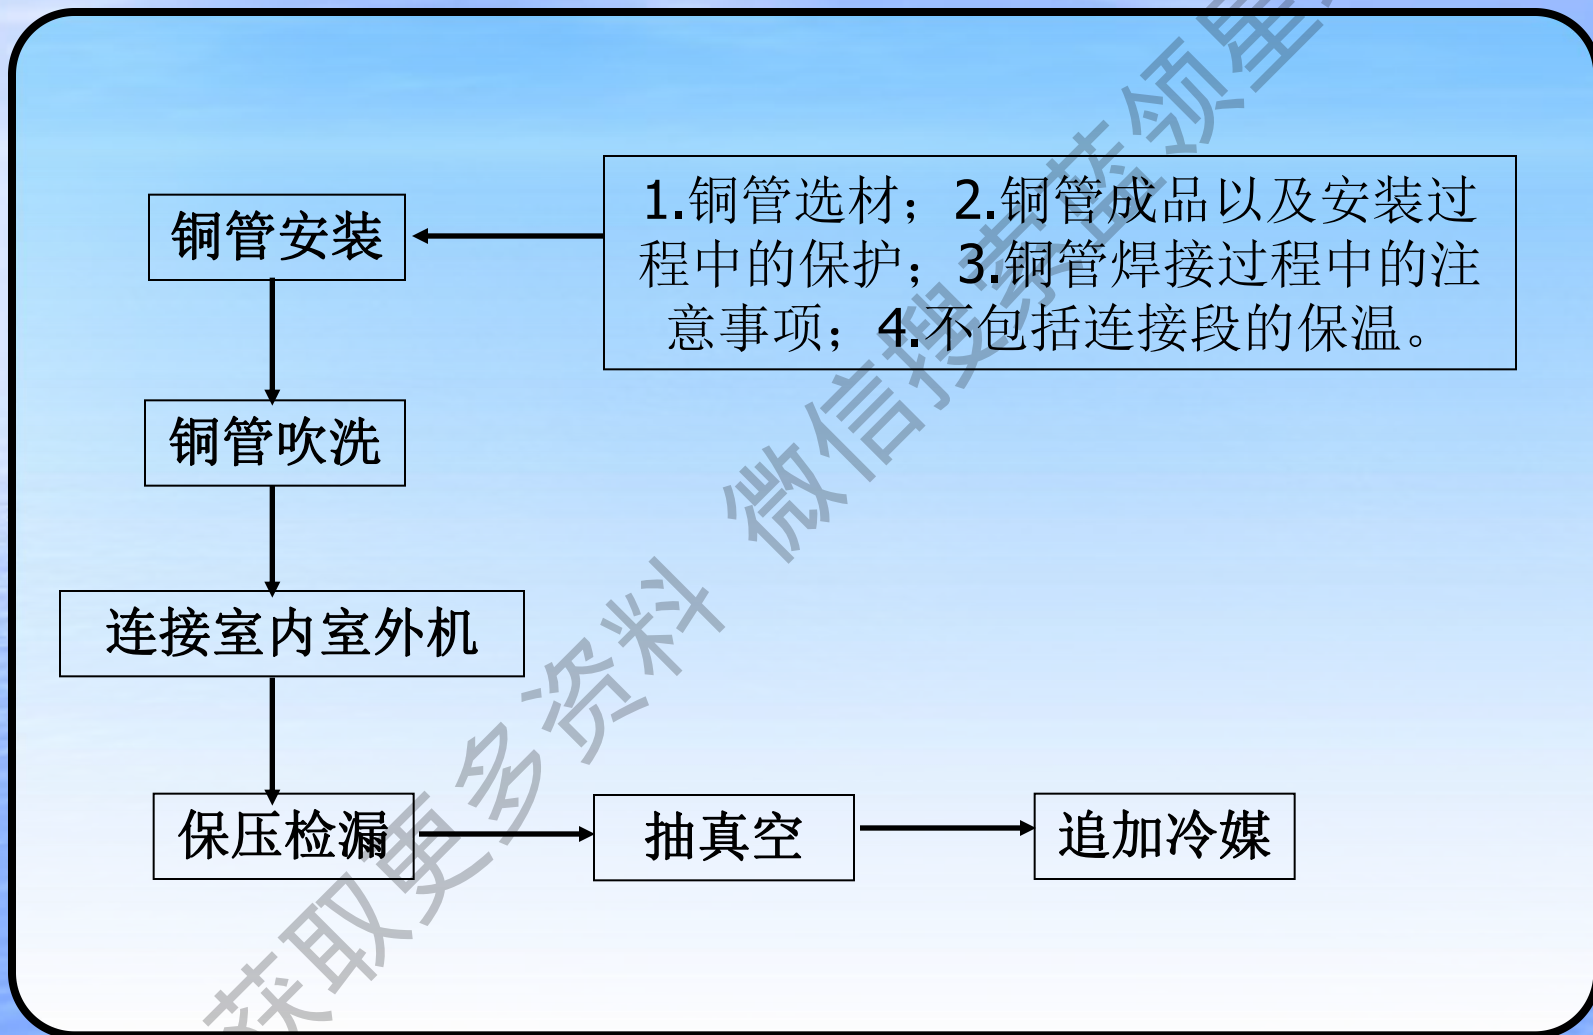 铜管安装
1.铜管选材；2.铜管成品以及安装过
程中的保护；3.铜管焊接过程中的注
意事项；4.不包括连接段的保温。
铜管吹洗
连接室内室外机
保压检漏
抽真空
追加冷媒
获取更多资料 微信搜索蓝领星